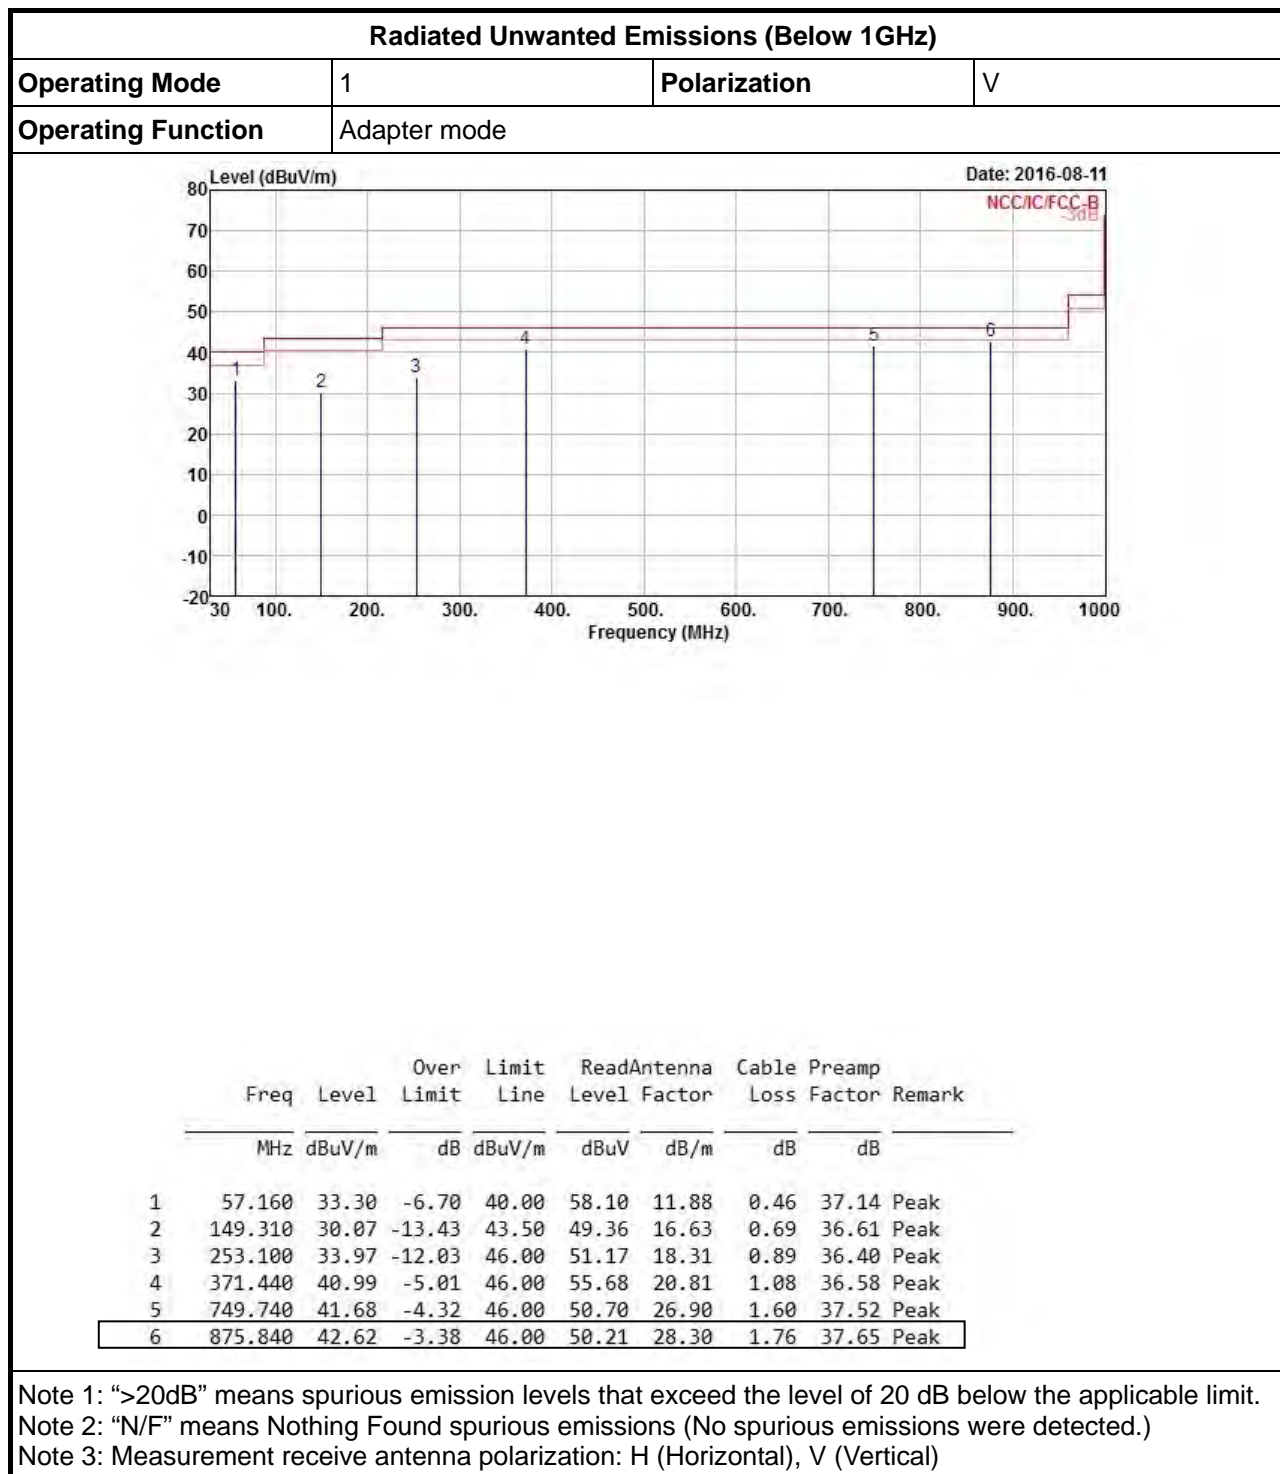 Radiated Unwanted Emissions (Below 1GHz)
Operating Mode 1 Polarization V
Operating Function Adapter mode
Level (dBuV/m) Date: 2016-08-11
NCC/IC/FCC-B
-3dB
80
70
60
50
40
30
20
10
0
-10
-20
1 2 3 4 5 6
30 100. 200. 300. 400. 500. 600. 700. 800. 900. 1000
Frequency (MHz)
Over Limit ReadAntenna Cable Preamp
Freq Level Limit Line Level Factor Loss Factor Remark
MHz dBuV/m dB dBuV/m dBuV dB/m dB dB
1 57.160 33.30 -6.70 40.00 58.10 11.88 0.46 37.14 Peak
2 149.310 30.07 -13.43 43.50 49.36 16.63 0.69 36.61 Peak
3 253.100 33.97 -12.03 46.00 51.17 18.31 0.89 36.40 Peak
4 371.440 40.99 -5.01 46.00 55.68 20.81 1.08 36.58 Peak
5 749.740 41.68 -4.32 46.00 50.70 26.90 1.60 37.52 Peak
6 875.840 42.62 -3.38 46.00 50.21 28.30 1.76 37.65 Peak
Note 1: “>20dB” means spurious emission levels that exceed the level of 20 dB below the applicable limit.
Note 2: “N/F” means Nothing Found spurious emissions (No spurious emissions were detected.)
Note 3: Measurement receive antenna polarization: H (Horizontal), V (Vertical)